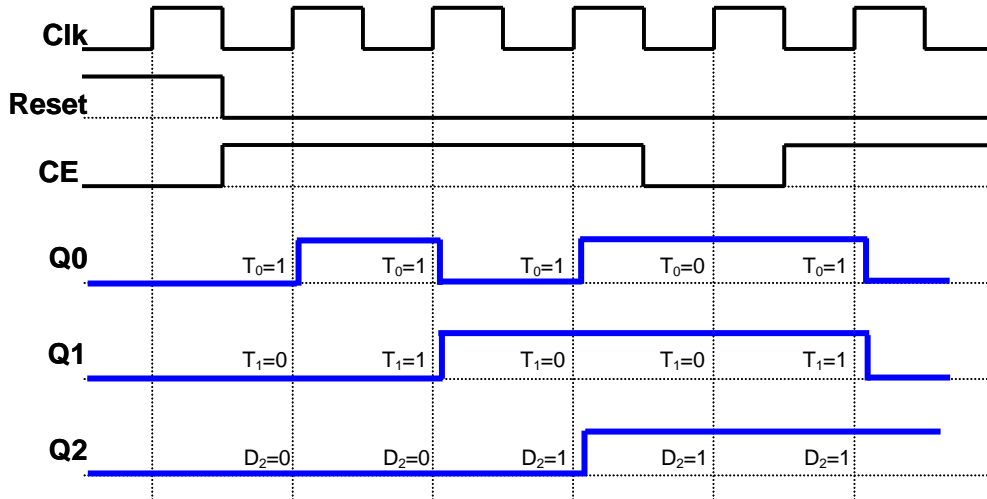 Clk
Reset
CE
Q0
T₀=1 T₀=1 T₀=1 T₀=0 T₀=1
Q1
T₁=0 T₁=1 T₁=0 T₁=0 T₁=1
Q2
D₂=0 D₂=0 D₂=1 D₂=1 D₂=1